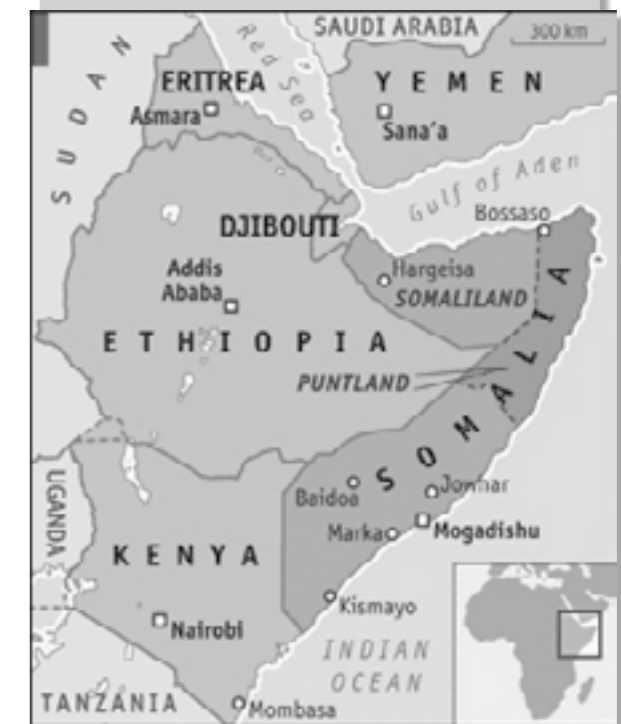 SAUDI ARABIA
300 km
SUDAN
Red Sea
ERITREA
YEMEN
Asmara
Sana'a
Gulf of Aden
DJIBOUTI
Bossaso
Addis
Ababa
Hargeisa
SOMALILAND
ETHIOPIA
PUNTLAND
SOMALIA
UGANDA
Baidoa
Jowhar
KENYA
Marka
Mogadishu
Kismayo
Nairobi
INDIAN
OCEAN
TANZANIA
Mombasa